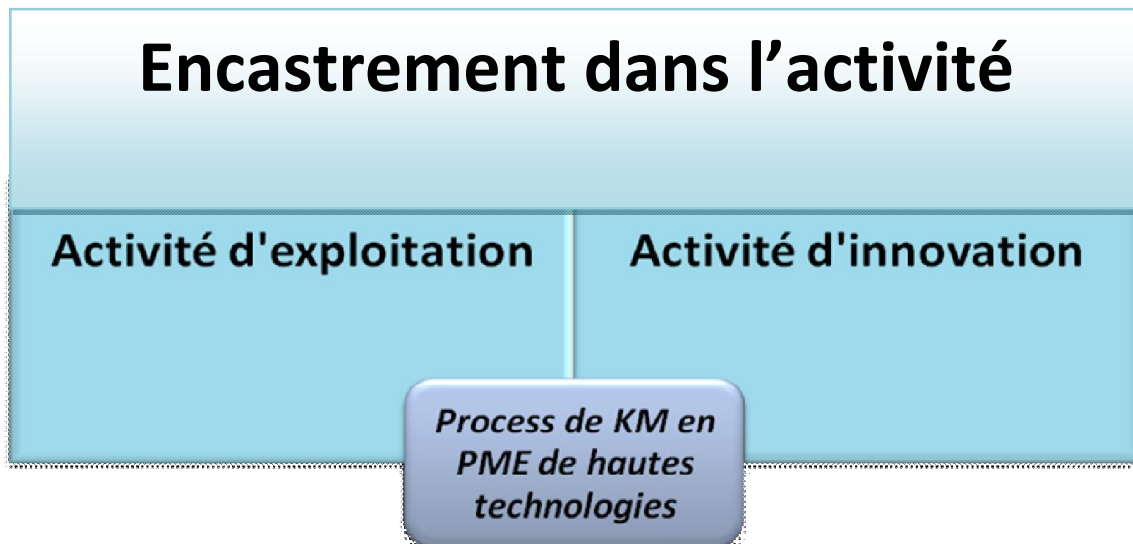 Encastrement dans l’activité
Activité d'exploitation
Activité d'innovation
Process de KM en
PME de hautes
technologies